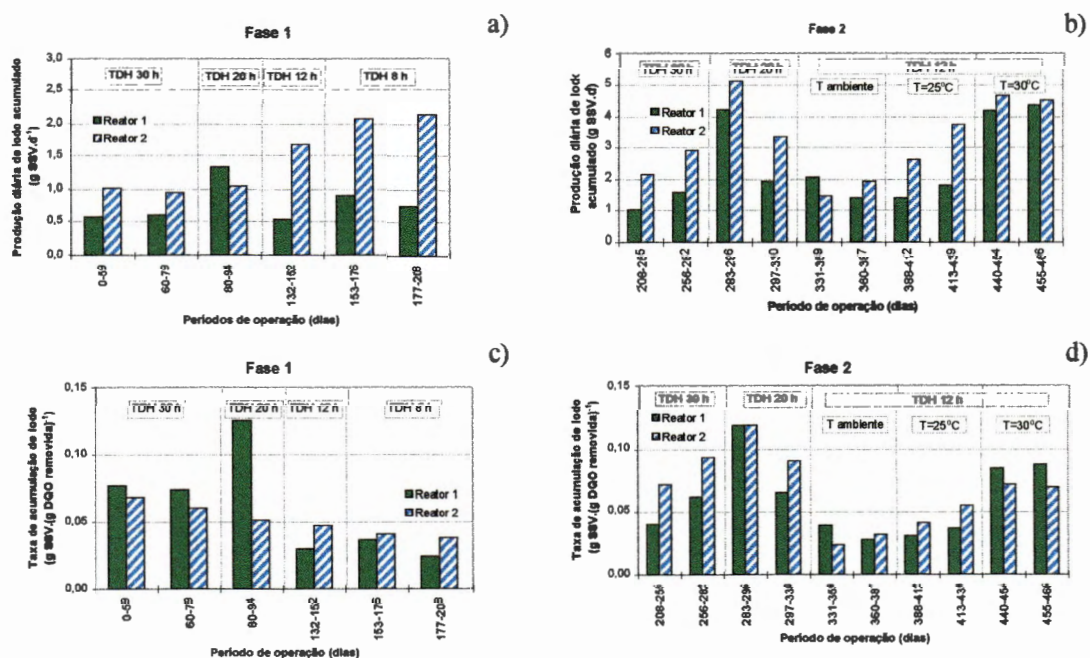 a)
Fase 1
Produção diária de lodo acumulado
(g SSV.d⁻¹)
3,0
2,5
2,0
1,5
1,0
0,5
0,0
TDH 30 h
TDH 20 h
TDH 12 h
TDH 8 h
Reator 1
Reator 2
0-59
60-79
80-94
153-176
177-208
Períodos de operação (dias)
b)
Fase 2
Produção diária de lodo
acumulado (g SSV.d)
6
5
4
3
2
1
0
TDH 30 h
TDH 20 h
TDH 12 h
T ambiente
T=25°C
T=30°C
Reator 1
Reator 2
Período de operação (dias)
c)
Fase 1
Taxa de acumulação de lodo
(g SSV.(g DQO removida)⁻¹
0,15
0,10
0,05
0,00
TDH 30 h
TDH 20 h
TDH 12 h
TDH 8 h
Reator 1
Reator 2
0-59
60-79
80-94
132-152
153-176
177-208
Período de operação (dias)
d)
Fase 2
Taxa de acumulação de lodo
(g SSV.(g DQO removida)⁻¹
0,15
0,10
0,05
0,00
TDH 30 h
TDH 20 h
TDH 12 h
T ambiente
T=25°C
T=30°C
Reator 1
Reator 2
Período de operação (dias)